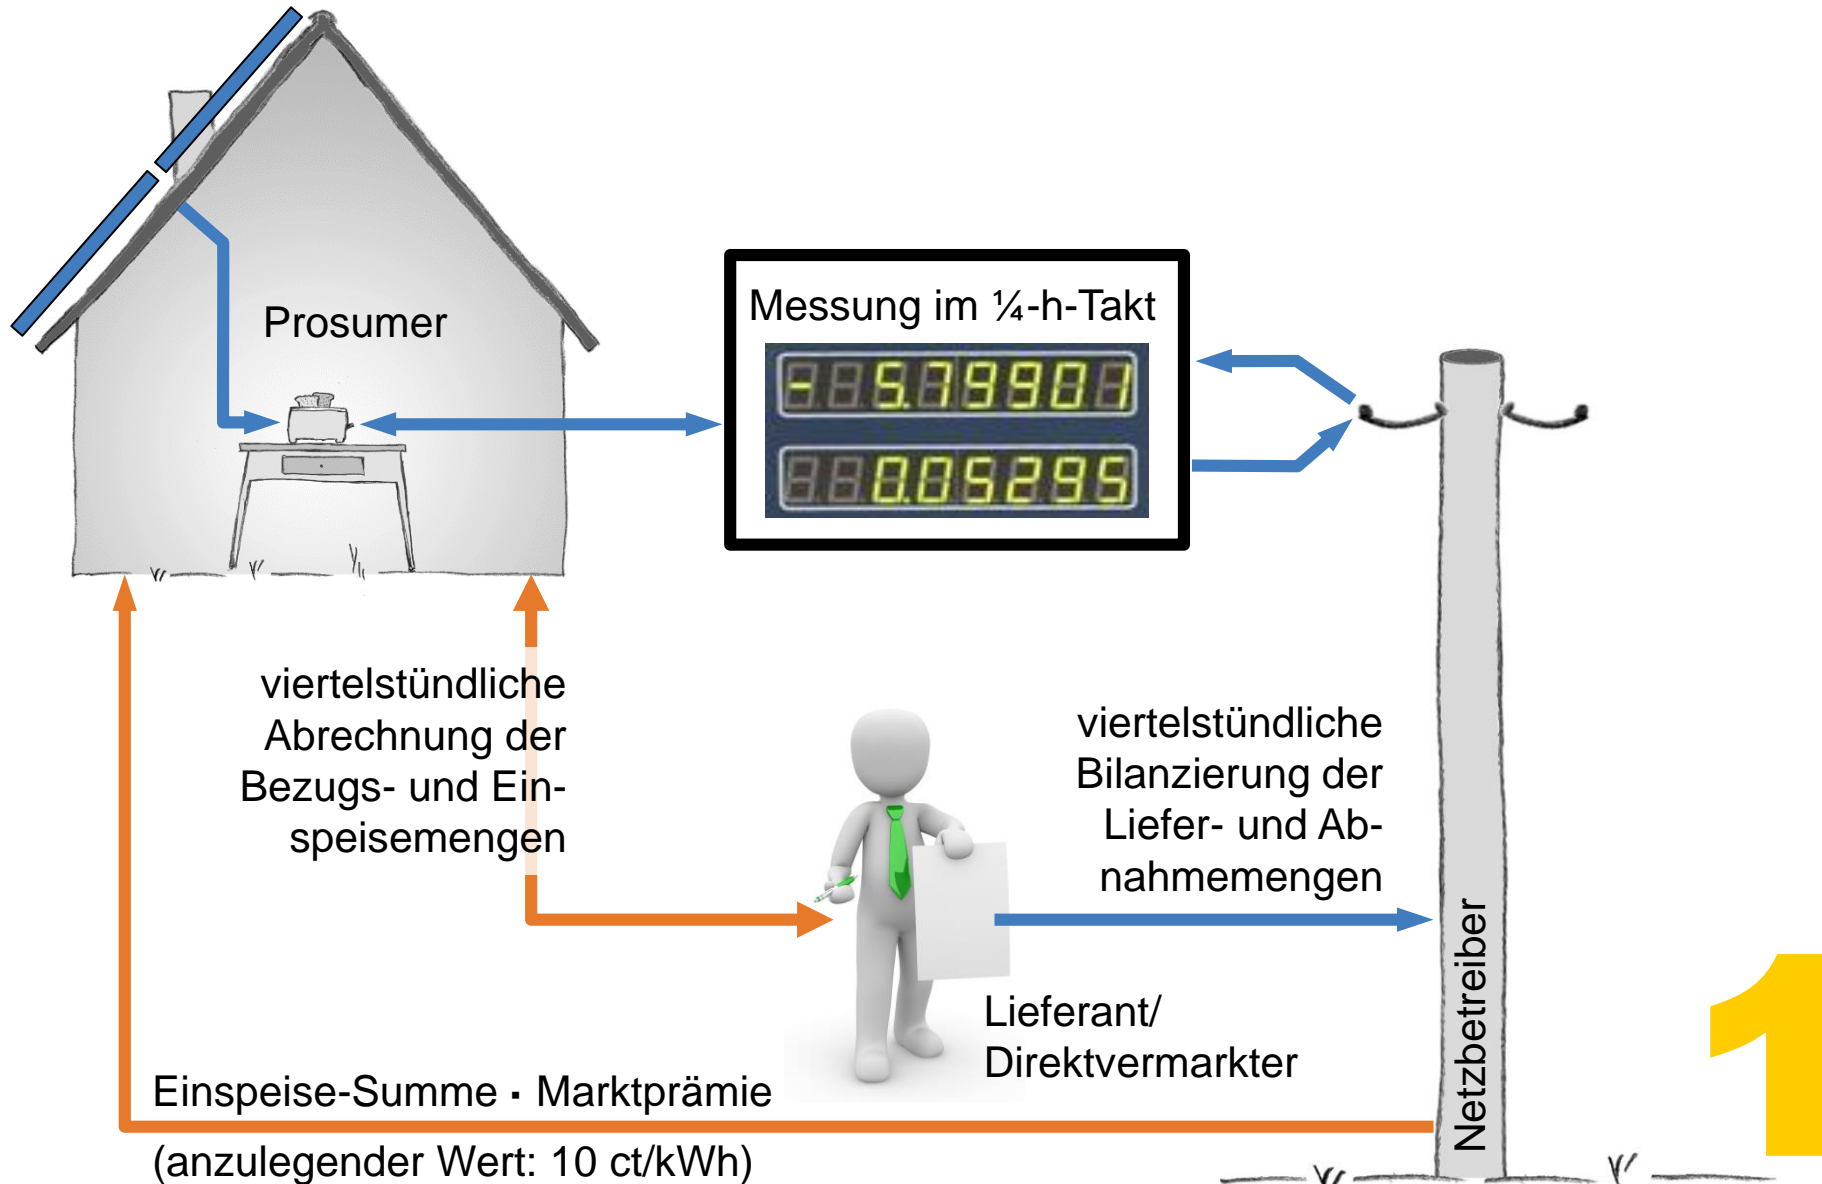 Prosumer
Messung im ¼-h-Takt
- 5.79901
0.05295
viertelstündliche
Abrechnung der
Bezugs- und Ein-
speisemengen
viertelstündliche
Bilanzierung der
Liefer- und Ab-
nahmemengen
Lieferant/
Direktvermarkter
Netzbetreiber
Einspeise-Summe · Marktprämie
(anzulegender Wert: 10 ct/kWh)
1